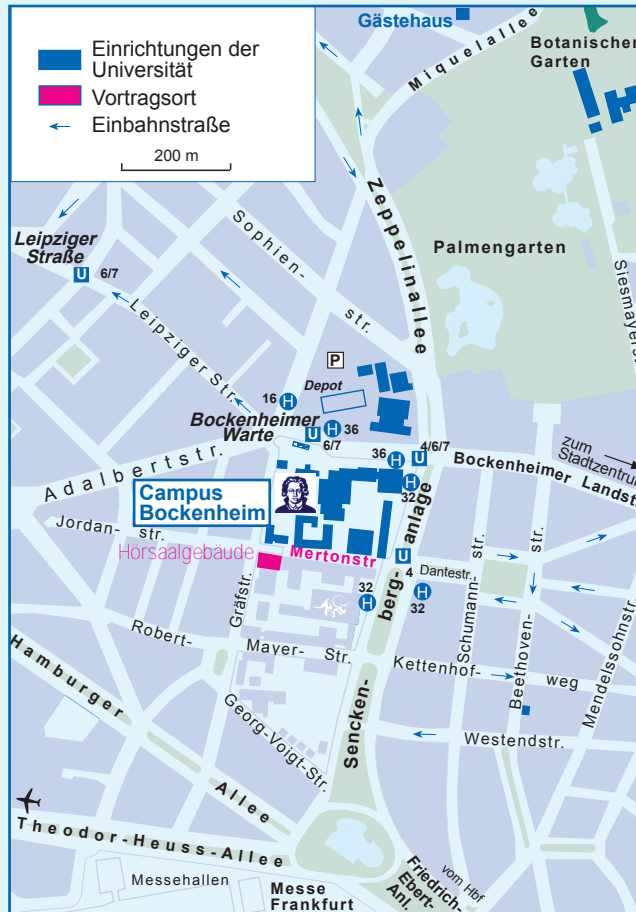 Gästehaus
Einrichtungen der
Universität
Vortragsort
Einbahnstraße
200 m
Miquelallee
Botanischer
Garten
Zeppelinallee
Sophien-
str.
Leipziger
Straße
U 6/7
Leipziger Str.
Palmengarten
Siesmayerstr
P
Depot
16 H
H 36
Bockenheimer
Warte
U
6/7
36 H
4/6/7
U
H
32
zum
Stadtzentrum
Bockenheimer Landstr
Adalbertstr.
Campus
Bockenheim
Jordan-
str.
Hörsaalgebäude
Mertonstr
U
4
Dantestr.
32
H
H
32
Sencken-
berg-
anlage
Gräfstr.
Schumann-
str.
Beethoven-
str.
Mendelssohnstr.
Robert-
Mayer-
Str.
Kettenhof-
weg
Hamburger
Allee
Georg-Voigt-Str.
Westendstr.
Theodor-Heuss-Allee
Messehallen
Messe
Frankfurt
Friedrich-
Ebert-
Anl.
vom Hbf